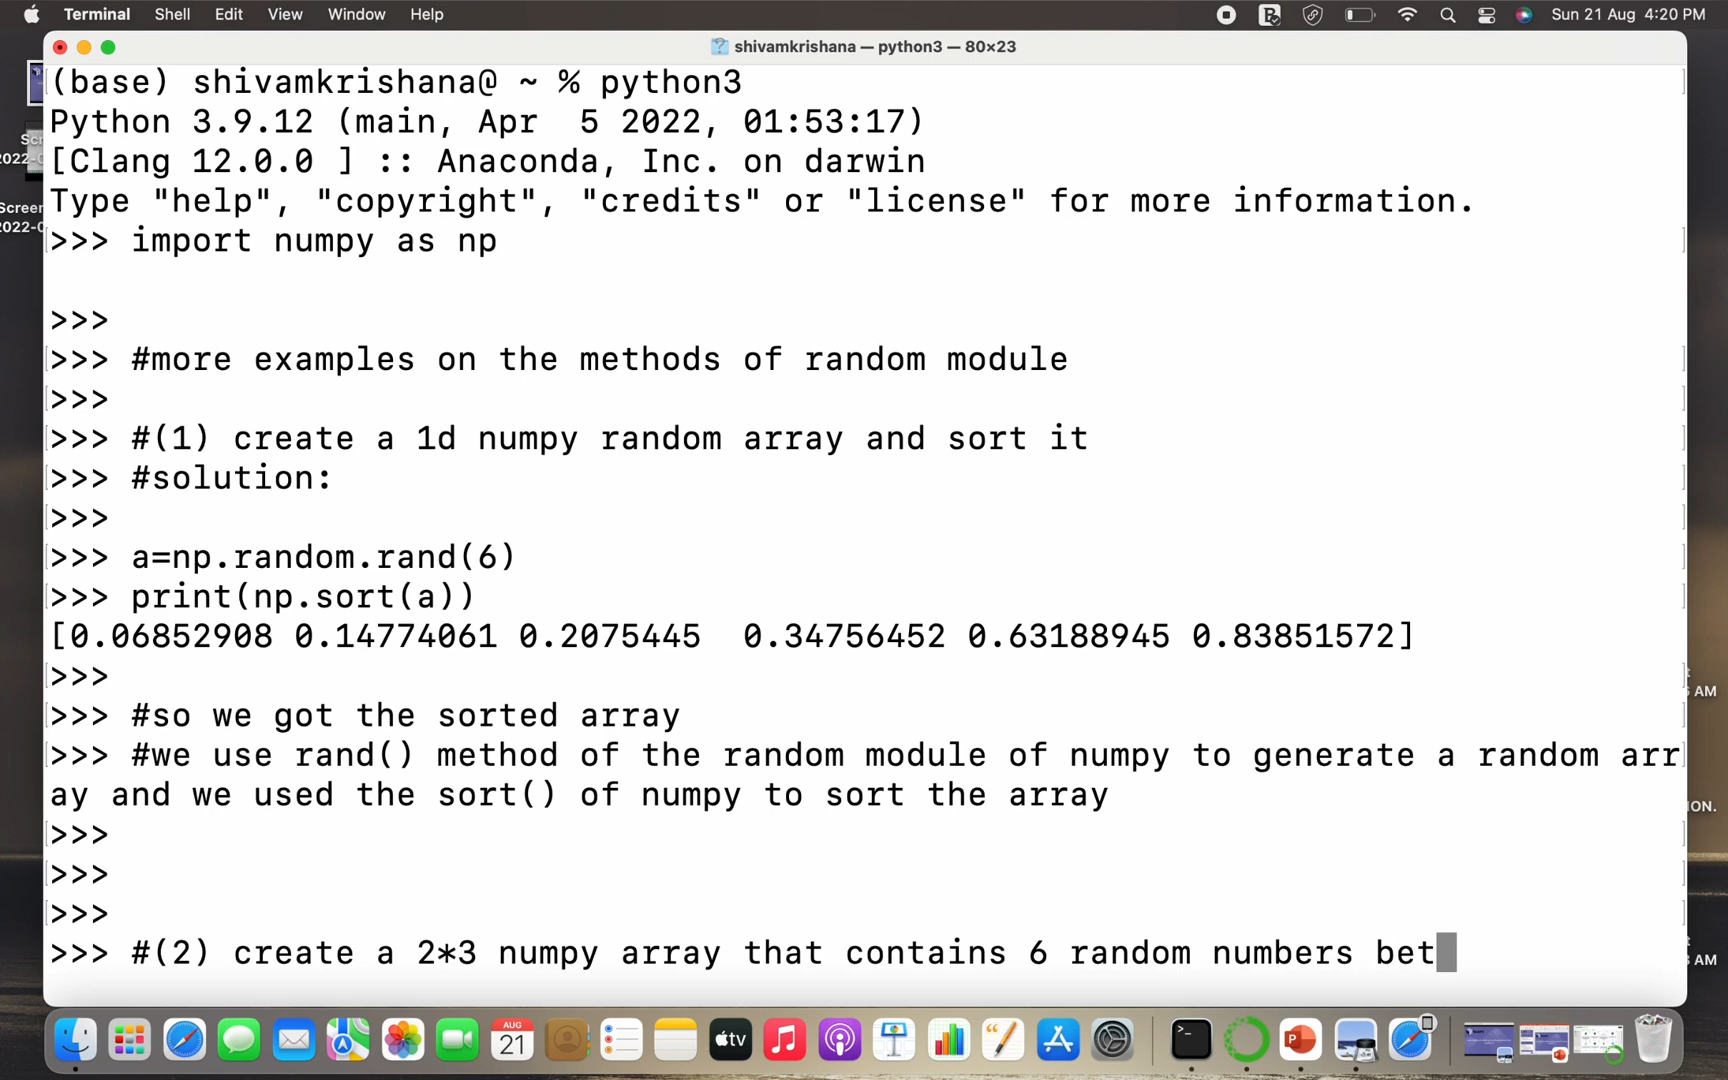 Terminal Shell Edit View Window Help Sun 21 Aug 4:20 PM
shivamkrishana — python3 — 80×23
(base) shivamkrishana@ ~ % python3
Python 3.9.12 (main, Apr  5 2022, 01:53:17)
[Clang 12.0.0 ] :: Anaconda, Inc. on darwin
Type "help", "copyright", "credits" or "license" for more information.
>>> import numpy as np
>>>
>>> #more examples on the methods of random module
>>>
>>> #(1) create a 1d numpy random array and sort it
>>> #solution:
>>>
>>> a=np.random.rand(6)
>>> print(np.sort(a))
[0.06852908 0.14774061 0.2075445  0.34756452 0.63188945 0.83851572]
>>>
>>> #so we got the sorted array
>>> #we use rand() method of the random module of numpy to generate a random arr
ay and we used the sort() of numpy to sort the array
>>>
>>>
>>>
>>> #(2) create a 2*3 numpy array that contains 6 random numbers bet
AUG
21
tv